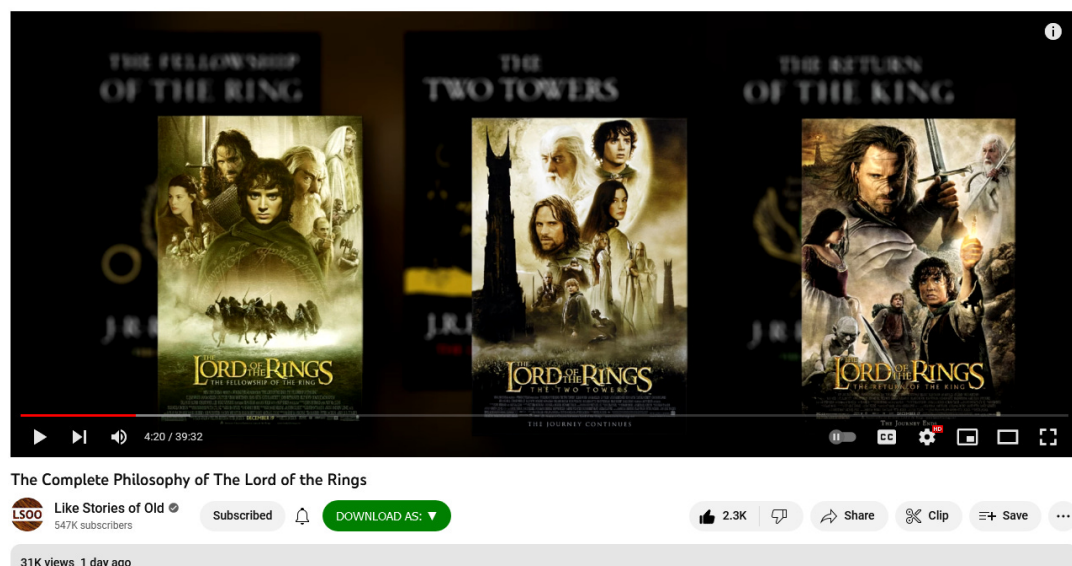 THE FELLOWSHIP
OF THE RING
THE
TWO TOWERS
THE RETURN
OF THE KING
J.R.
J.R.
J.R.
THE
LORD OF THE RINGS
THE FELLOWSHIP OF THE RING
THE
LORD OF THE RINGS
THE TWO TOWERS
THE JOURNEY CONTINUES
THE
LORD OF THE RINGS
THE RETURN OF THE KING
THE JOURNEY ENDS
4:20 / 39:32
CC
HD
The Complete Philosophy of The Lord of the Rings
LSOO
Like Stories of Old
547K subscribers
Subscribed
DOWNLOAD AS: ▼
2.3K
Share
Clip
Save
31K views 1 day ago